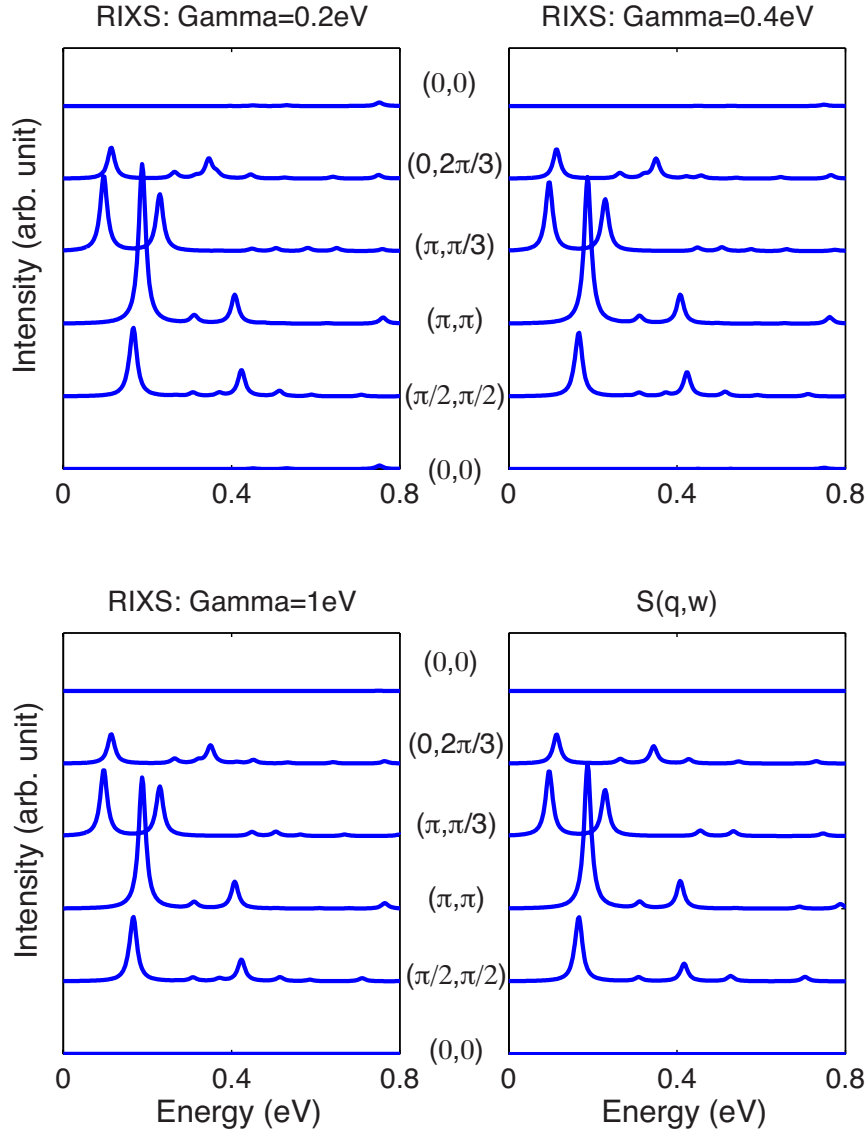 RIXS: Gamma=0.2eV
RIXS: Gamma=0.4eV
Intensity (arb. unit)
(0,0)
(0,2π/3)
(π,π/3)
(π,π)
(π/2,π/2)
(0,0)
0 0.4 0.8
0 0.4 0.8
RIXS: Gamma=1eV
S(q,w)
Intensity (arb. unit)
(0,0)
(0,2π/3)
(π,π/3)
(π,π)
(π/2,π/2)
(0,0)
0 0.4 0.8
0 0.4 0.8
Energy (eV)
Energy (eV)